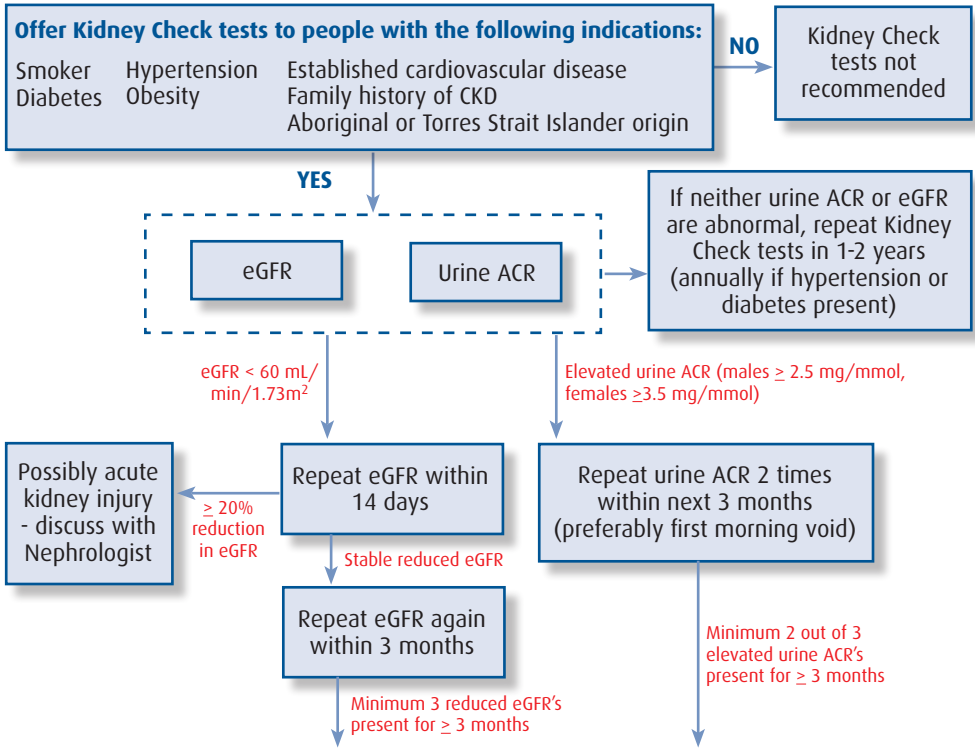 Offer Kidney Check tests to people with the following indications:
Smoker
Diabetes
Hypertension
Obesity
Established cardiovascular disease
Family history of CKD
Aboriginal or Torres Strait Islander origin
NO
Kidney Check
tests not
recommended
YES
eGFR
Urine ACR
If neither urine ACR or eGFR
are abnormal, repeat Kidney
Check tests in 1-2 years
(annually if hypertension or
diabetes present)
eGFR < 60 mL/
min/1.73m²
Elevated urine ACR (males ≥ 2.5 mg/mmol,
females ≥3.5 mg/mmol)
Possibly acute
kidney injury
- discuss with
Nephrologist
≥ 20%
reduction
in eGFR
Repeat eGFR within
14 days
Repeat urine ACR 2 times
within next 3 months
(preferably first morning void)
Stable reduced eGFR
Repeat eGFR again
within 3 months
Minimum 2 out of 3
elevated urine ACR's
present for ≥ 3 months
Minimum 3 reduced eGFR's
present for ≥ 3 months